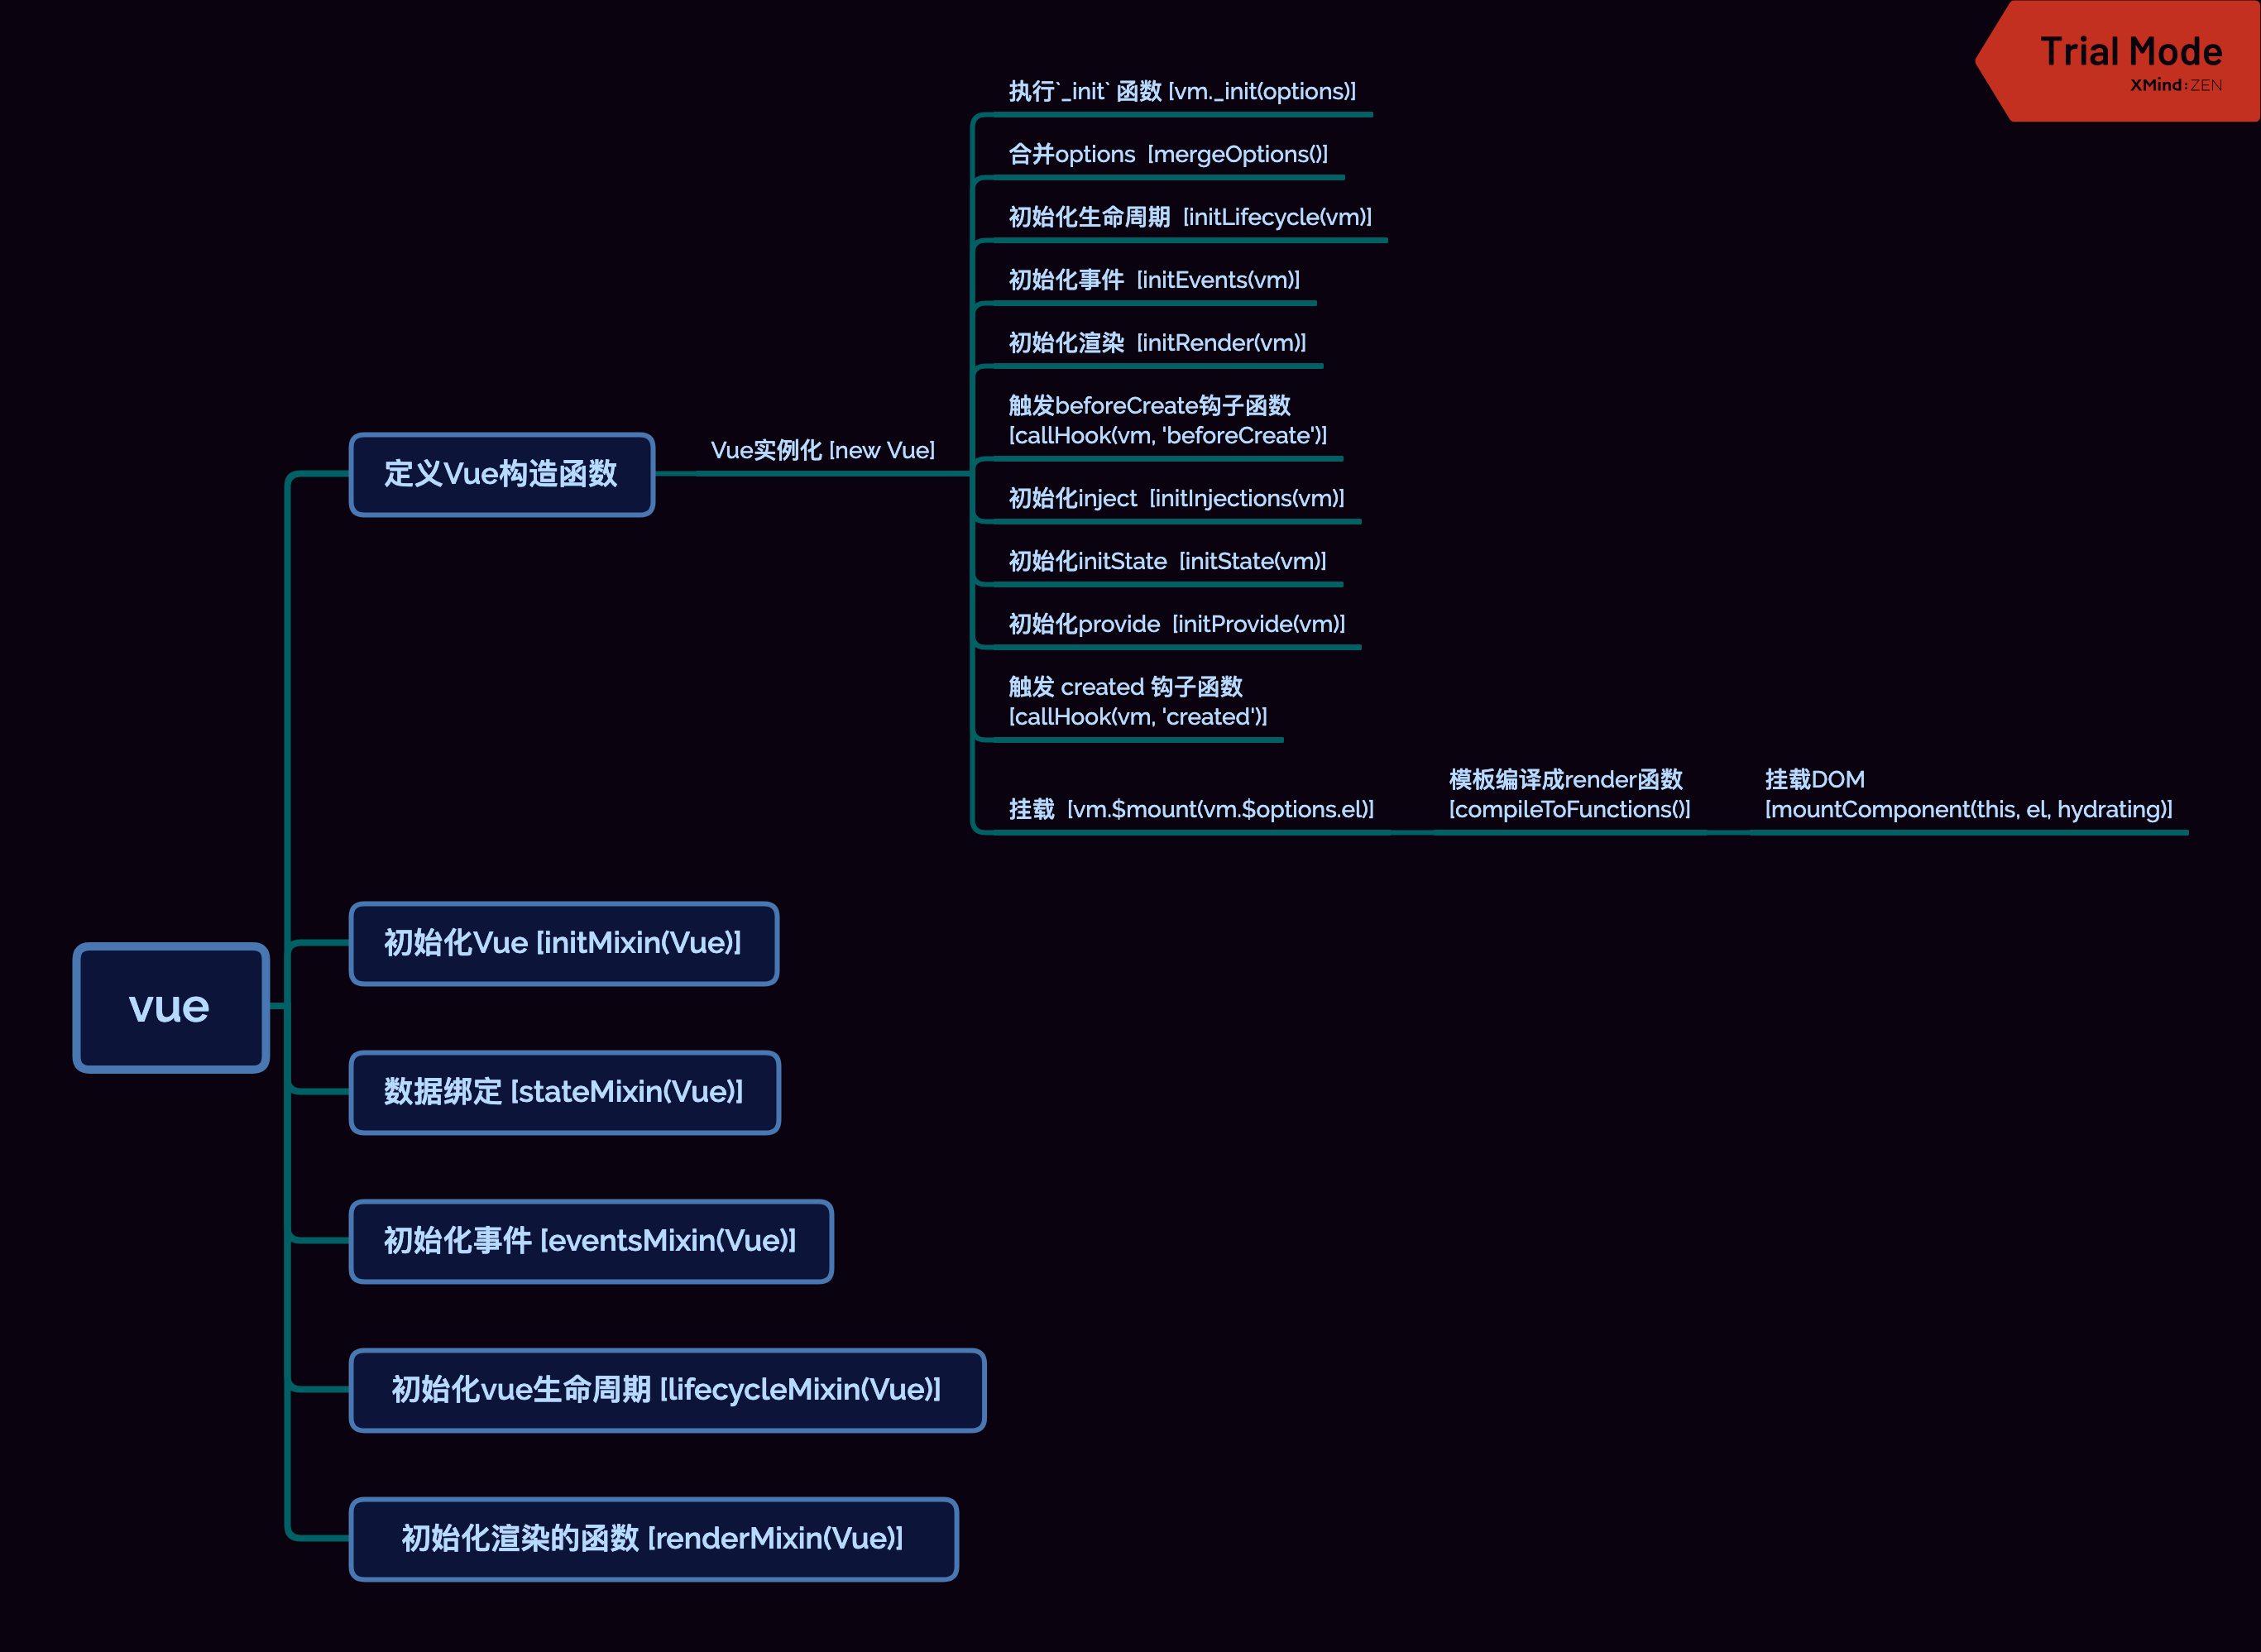 Trial Mode
XMind:ZEN
执行`_init` 函数 [vm._init(options)]
合并options [mergeOptions()]
初始化生命周期 [initLifecycle(vm)]
初始化事件 [initEvents(vm)]
初始化渲染 [initRender(vm)]
触发beforeCreate钩子函数
[callHook(vm, 'beforeCreate')]
定义Vue构造函数
Vue实例化 [new Vue]
初始化inject [initInjections(vm)]
初始化initState [initState(vm)]
初始化provide [initProvide(vm)]
触发 created 钩子函数
[callHook(vm, 'created')]
挂载 [vm.$mount(vm.$options.el)]
模板编译成render函数
[compileToFunctions()]
挂载DOM
[mountComponent(this, el, hydrating)]
vue
初始化Vue [initMixin(Vue)]
数据绑定 [stateMixin(Vue)]
初始化事件 [eventsMixin(Vue)]
初始化vue生命周期 [lifecycleMixin(Vue)]
初始化渲染的函数 [renderMixin(Vue)]